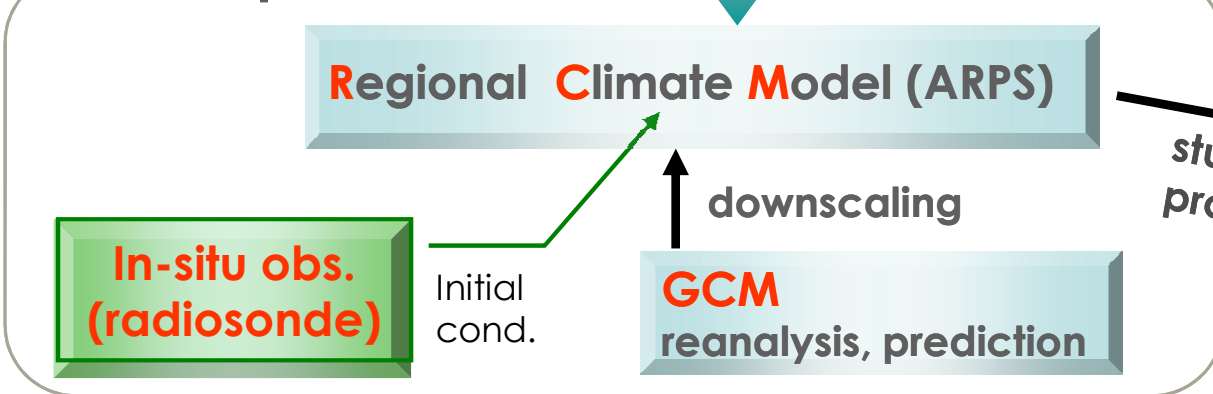 Regional Climate Model (ARPS)
downscaling
In-situ obs.
(radiosonde)
Initial
cond.
GCM
reanalysis, prediction